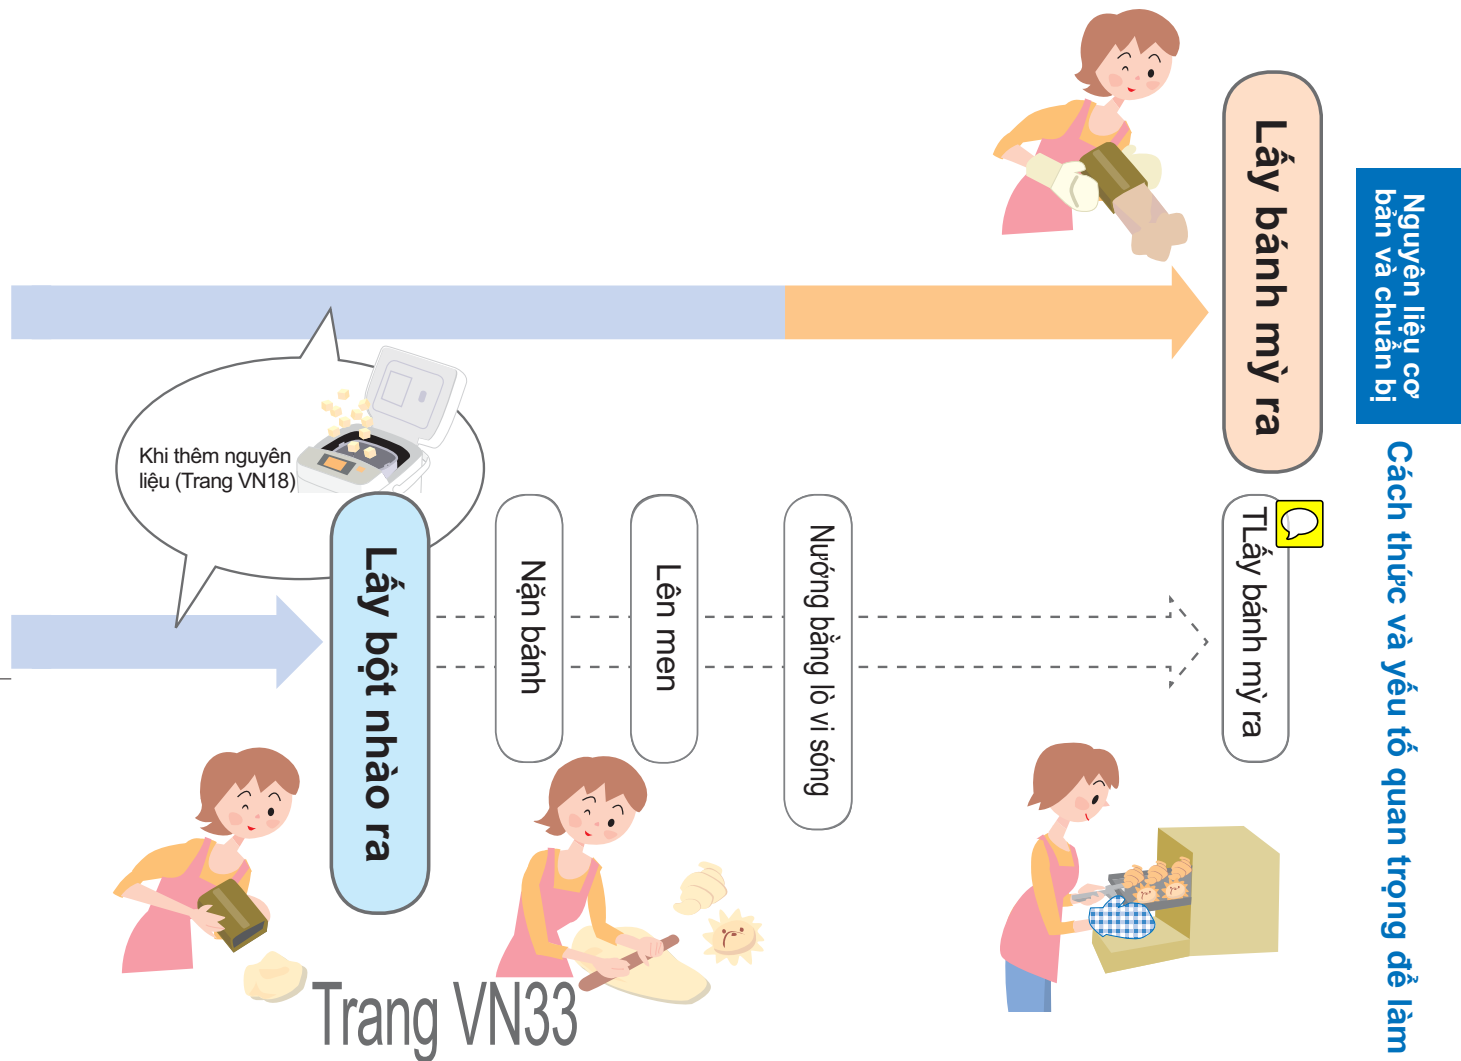 Nguyên liệu cơ
bản và chuẩn bị
Cách thức và yếu tố quan trọng để làm
Lấy bánh mỳ ra
Khi thêm nguyên
liệu (Trang VN18)
Lấy bột nhào ra
Nặn bánh
Lên men
Nướng bằng lò vi sóng
TLấy bánh mỳ ra
Trang VN33